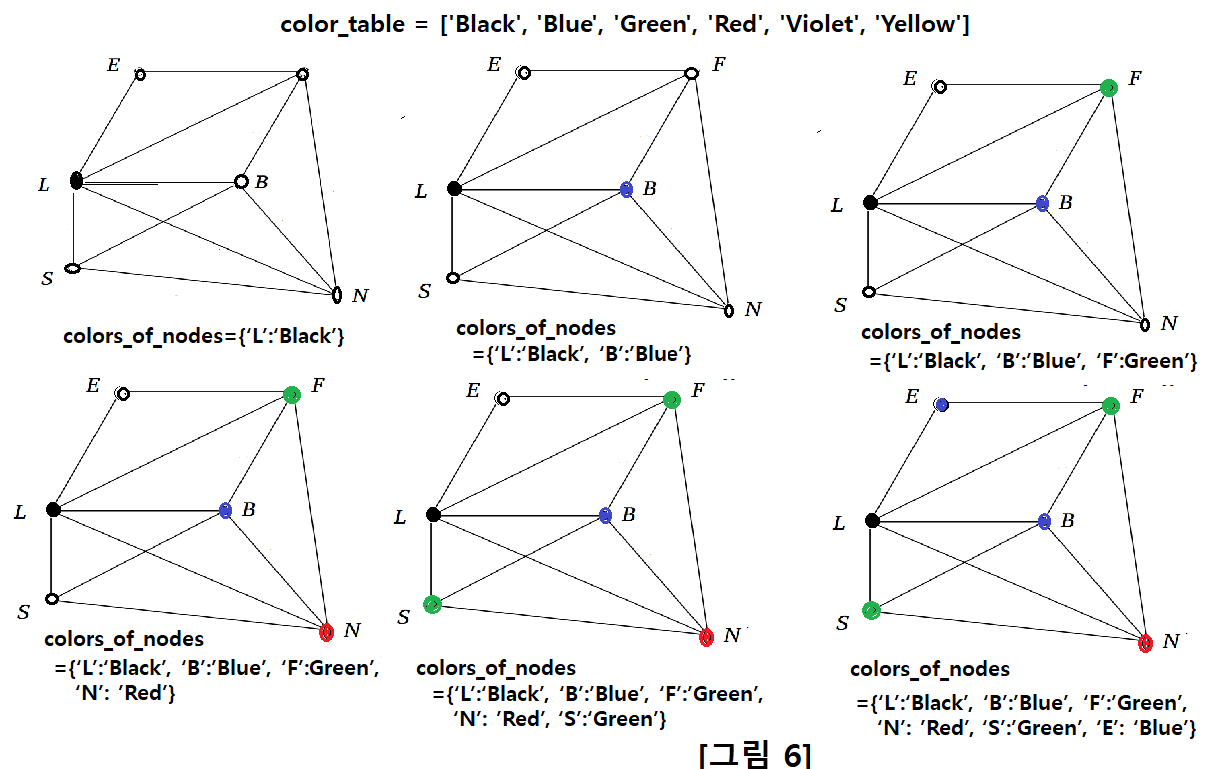 color_table = ['Black', 'Blue', 'Green', 'Red', 'Violet', 'Yellow']
E
L
B
S
N
colors_of_nodes={‘L’:‘Black’}
E
F
L
B
S
N
colors_of_nodes
={‘L’:‘Black’, ‘B’:’Blue’}
E
F
L
B
S
N
colors_of_nodes
={‘L’:‘Black’, ‘B’:’Blue’, ‘F’:Green’}
E
F
L
B
S
N
colors_of_nodes
={‘L’:‘Black’, ‘B’:’Blue’, ‘F’:Green’,
‘N’: ’Red’}
E
F
L
B
S
N
colors_of_nodes
={‘L’:‘Black’, ‘B’:’Blue’, ‘F’:‘Green’,
‘N’: ’Red’, ‘S’:‘Green’}
E
F
L
B
S
N
colors_of_nodes
={‘L’:‘Black’, ‘B’:’Blue’, ‘F’:‘Green’,
‘N’: ’Red’, ‘S’:‘Green’, ‘E’: ‘Blue’}
[그림 6]